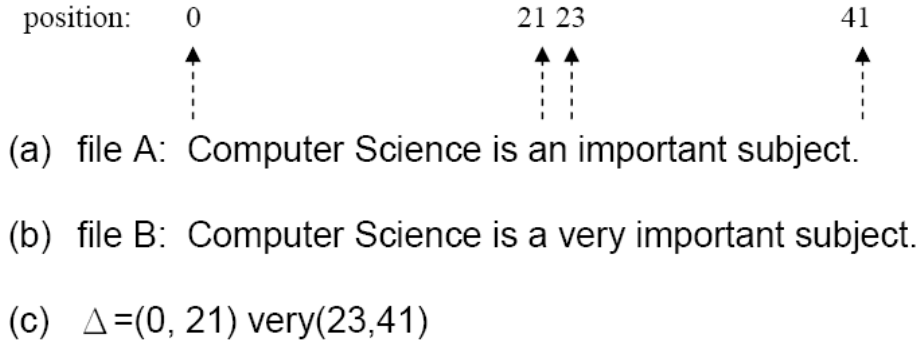 position: 0 21 23 41
(a) file A: Computer Science is an important subject.
(b) file B: Computer Science is a very important subject.
(c) Δ=(0, 21) very(23,41)